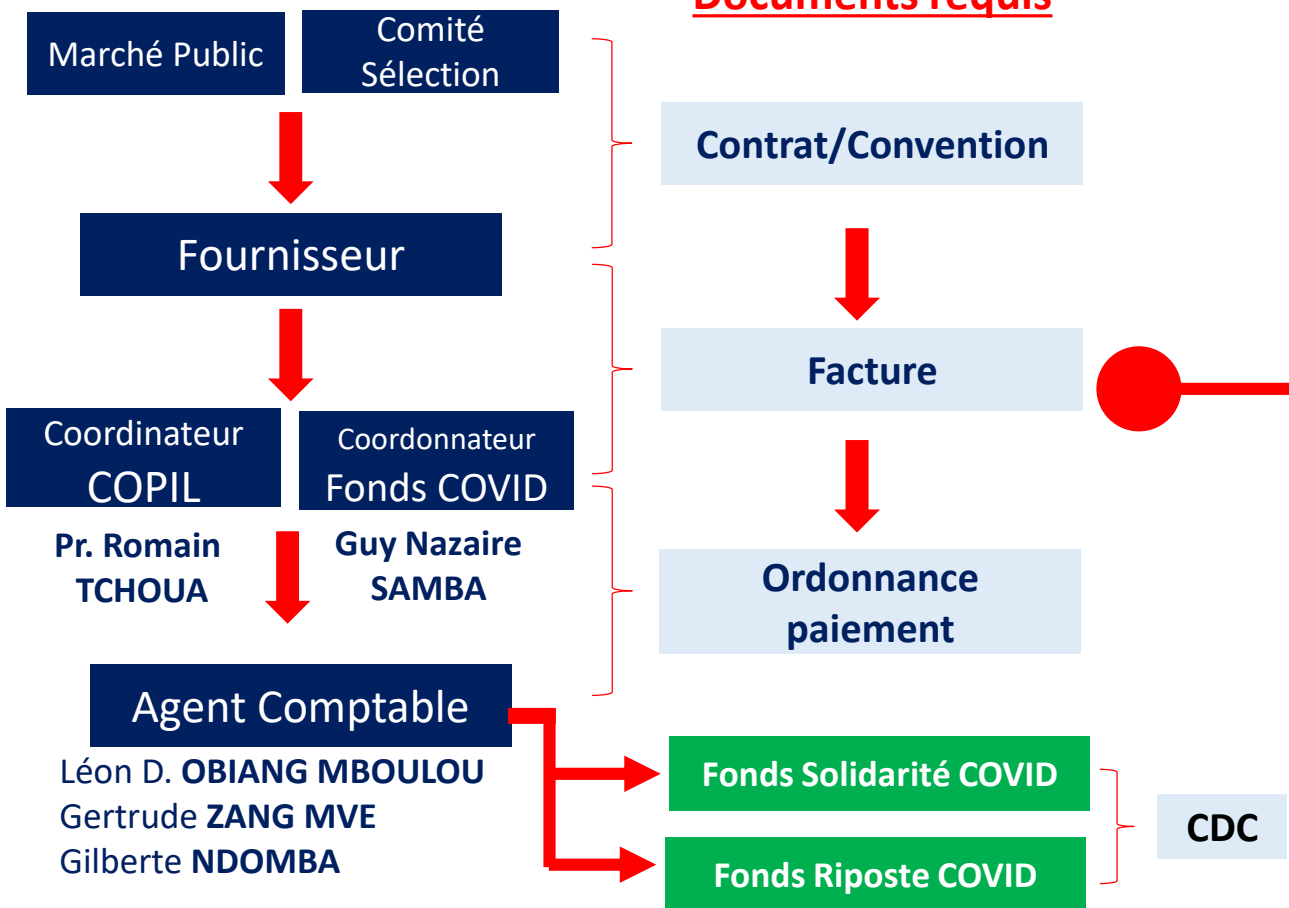 Documents requis
Marché Public
Comité
Sélection
Contrat/Convention
Fournisseur
Facture
Coordinateur
COPIL
Coordonnateur
Fonds COVID
Pr. Romain
TCHOUA
Guy Nazaire
SAMBA
Ordonnance
paiement
Agent Comptable
Léon D. OBIANG MBOULOU
Gertrude ZANG MVE
Gilberte NDOMBA
Fonds Solidarité COVID
Fonds Riposte COVID
CDC